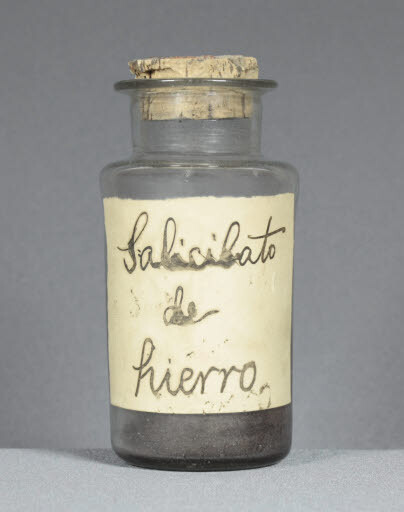 Salicilato
de
hierro.